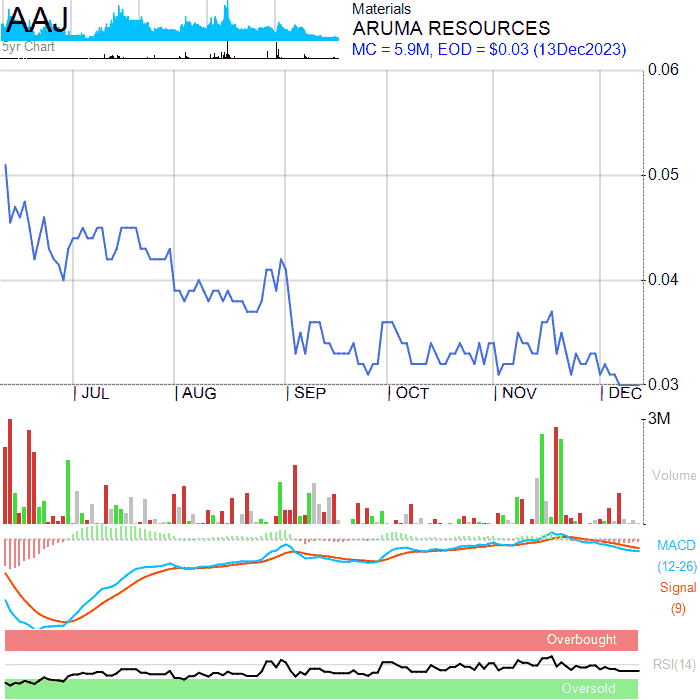 AAJ
5yr Chart
Materials
ARUMA RESOURCES
MC = 5.9M, EOD = $0.03 (13Dec2023)
0.06
0.05
0.04
0.03
JUL
AUG
SEP
OCT
NOV
DEC
3M
Volume
MACD
(12-26)
Signal
(9)
Overbought
RSI(14)
Oversold